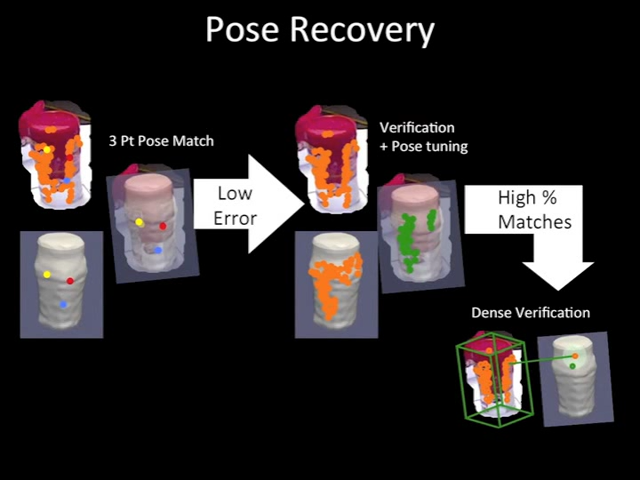 Pose Recovery
3 Pt Pose Match
Low
Error
Verification
+ Pose tuning
High %
Matches
Dense Verification